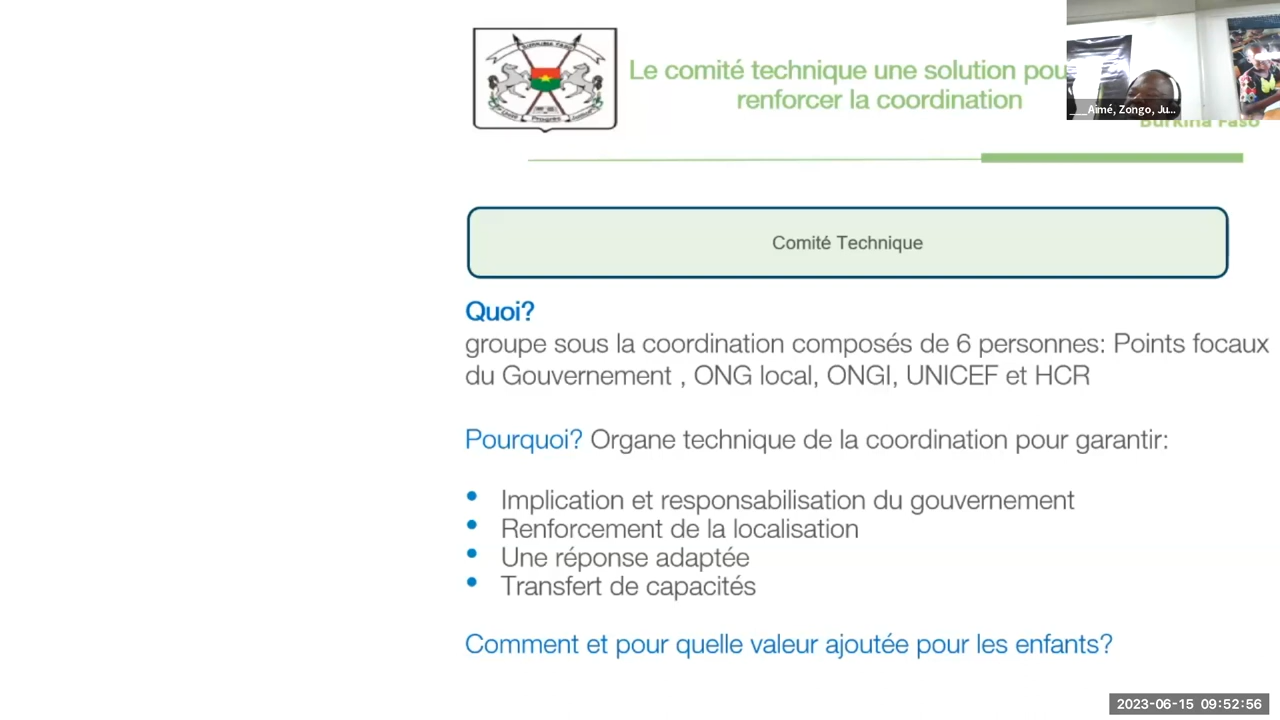 Le comité technique une solution pou
renforcer la coordination
___Aimé, Zongo, Ju...
Burkina Faso
Comité Technique
Quoi?
groupe sous la coordination composés de 6 personnes: Points focaux
du Gouvernement , ONG local, ONGI, UNICEF et HCR
Pourquoi? Organe technique de la coordination pour garantir:
• Implication et responsabilisation du gouvernement
• Renforcement de la localisation
• Une réponse adaptée
• Transfert de capacités
Comment et pour quelle valeur ajoutée pour les enfants?
2023-06-15 09:52:56